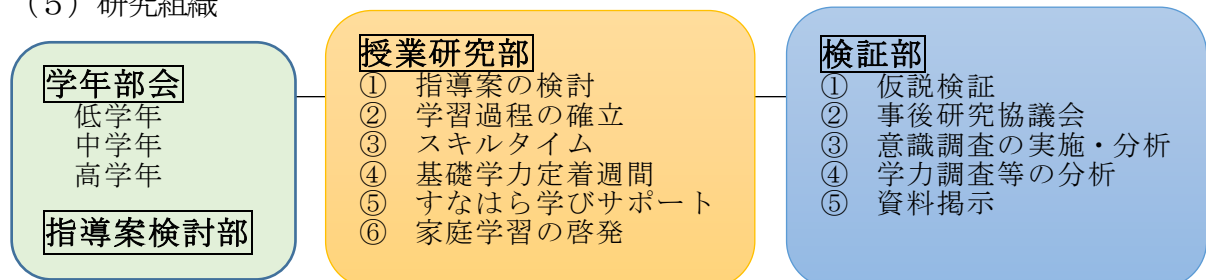 （５）研究組織
学年部会
低学年
中学年
高学年
指導案検討部
授業研究部
① 指導案の検討
② 学習過程の確立
③ スキルタイム
④ 基礎学力定着週間
⑤ すなはら学びサポート
⑥ 家庭学習の啓発
検証部
① 仮説検証
② 事後研究協議会
③ 意識調査の実施・分析
④ 学力調査等の分析
⑤ 資料掲示